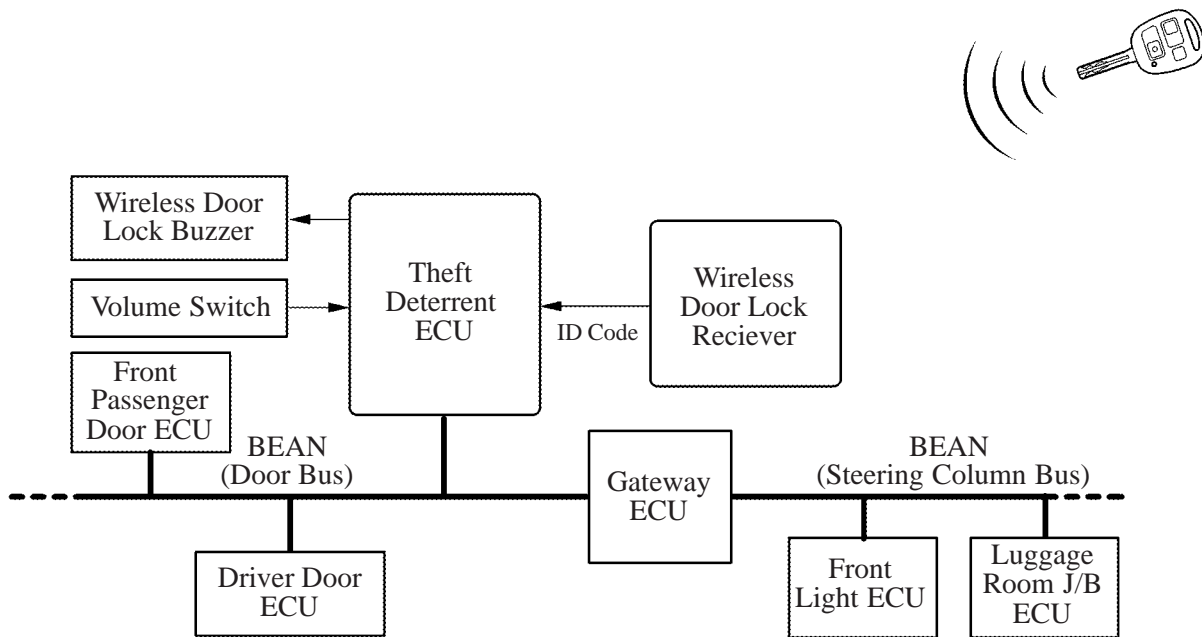 Wireless Door
Lock Buzzer
Volume Switch
Theft
Deterrent
ECU
ID Code
Wireless
Door Lock
Reciever
Front
Passenger
Door ECU
BEAN
(Door Bus)
Gateway
ECU
BEAN
(Steering Column Bus)
Driver Door
ECU
Front
Light ECU
Luggage
Room J/B
ECU